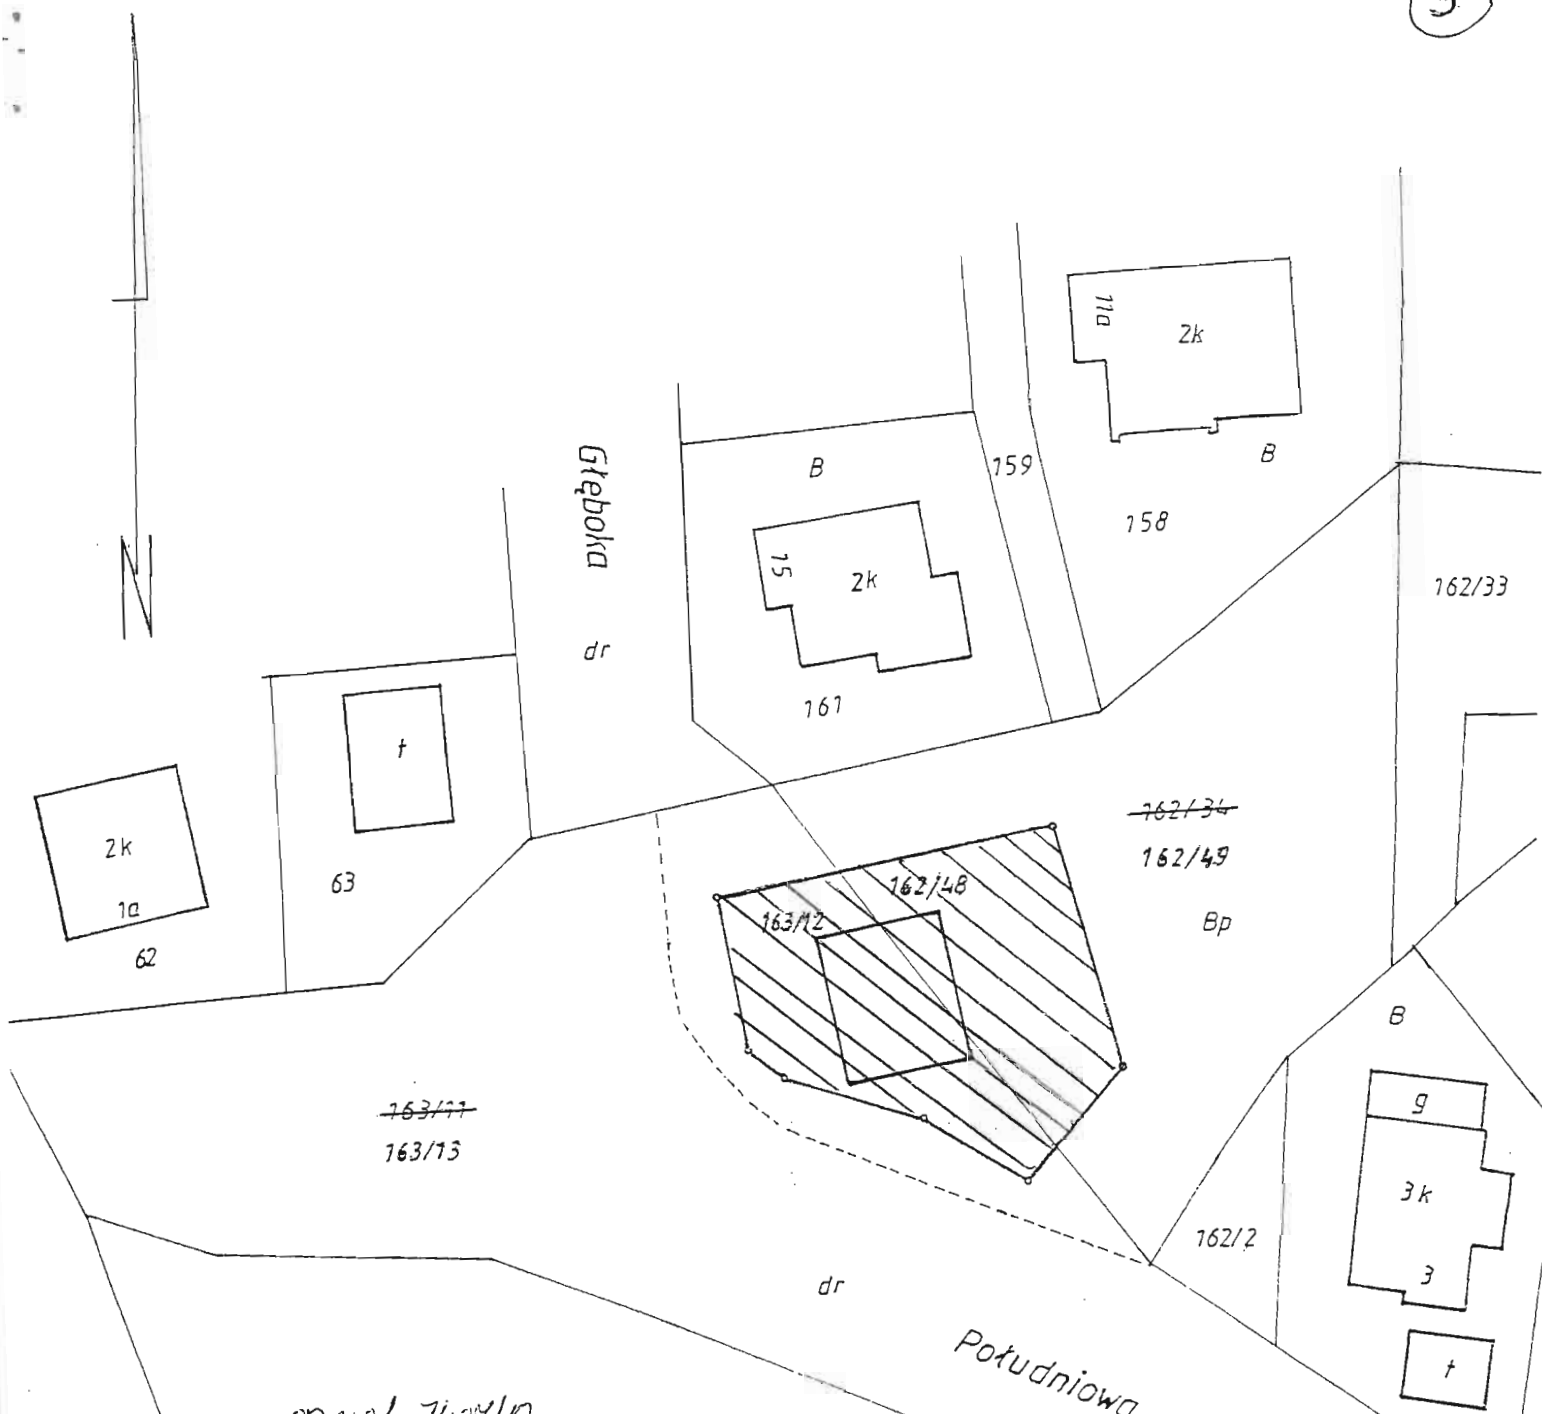 11a
2k
B
159
B
Głęboka
158
15
2k
162/33
N
dr
161
t
162/34
2k
162/49
63
162/48
1a
163/12
Bp
62
B
g
163/11
163/13
3k
162/2
3
dr
Południowa
t